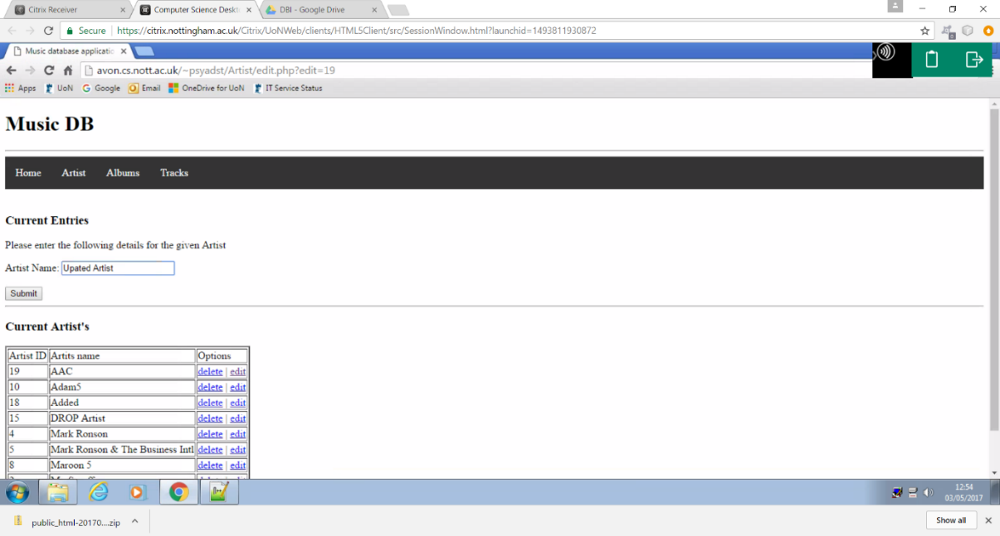 Citrix Receiver Computer Science Deskt DBI - Google Drive
Secure https://citrix.nottingham.ac.uk/Citrix/UoNWeb/clients/HTML5Client/src/SessionWindow.html?launchid=1493811930872
Music database applicatio
avon.cs.nott.ac.uk/~psyadst/Artist/edit.php?edit=19
Apps UoN Google Email OneDrive for UoN IT Service Status
Music DB
Home Artist Albums Tracks
Current Entries
Please enter the following details for the given Artist
Artist Name: Upated Artist
Submit
Current Artist's
Artist ID Artits name Options
19 AAC delete | edit
10 Adam5 delete | edit
18 Added delete | edit
15 DROP Artist delete | edit
4 Mark Ronson delete | edit
5 Mark Ronson & The Business Intl delete | edit
8 Maroon 5 delete | edit
12:54
03/05/2017
public_html-20170....zip Show all